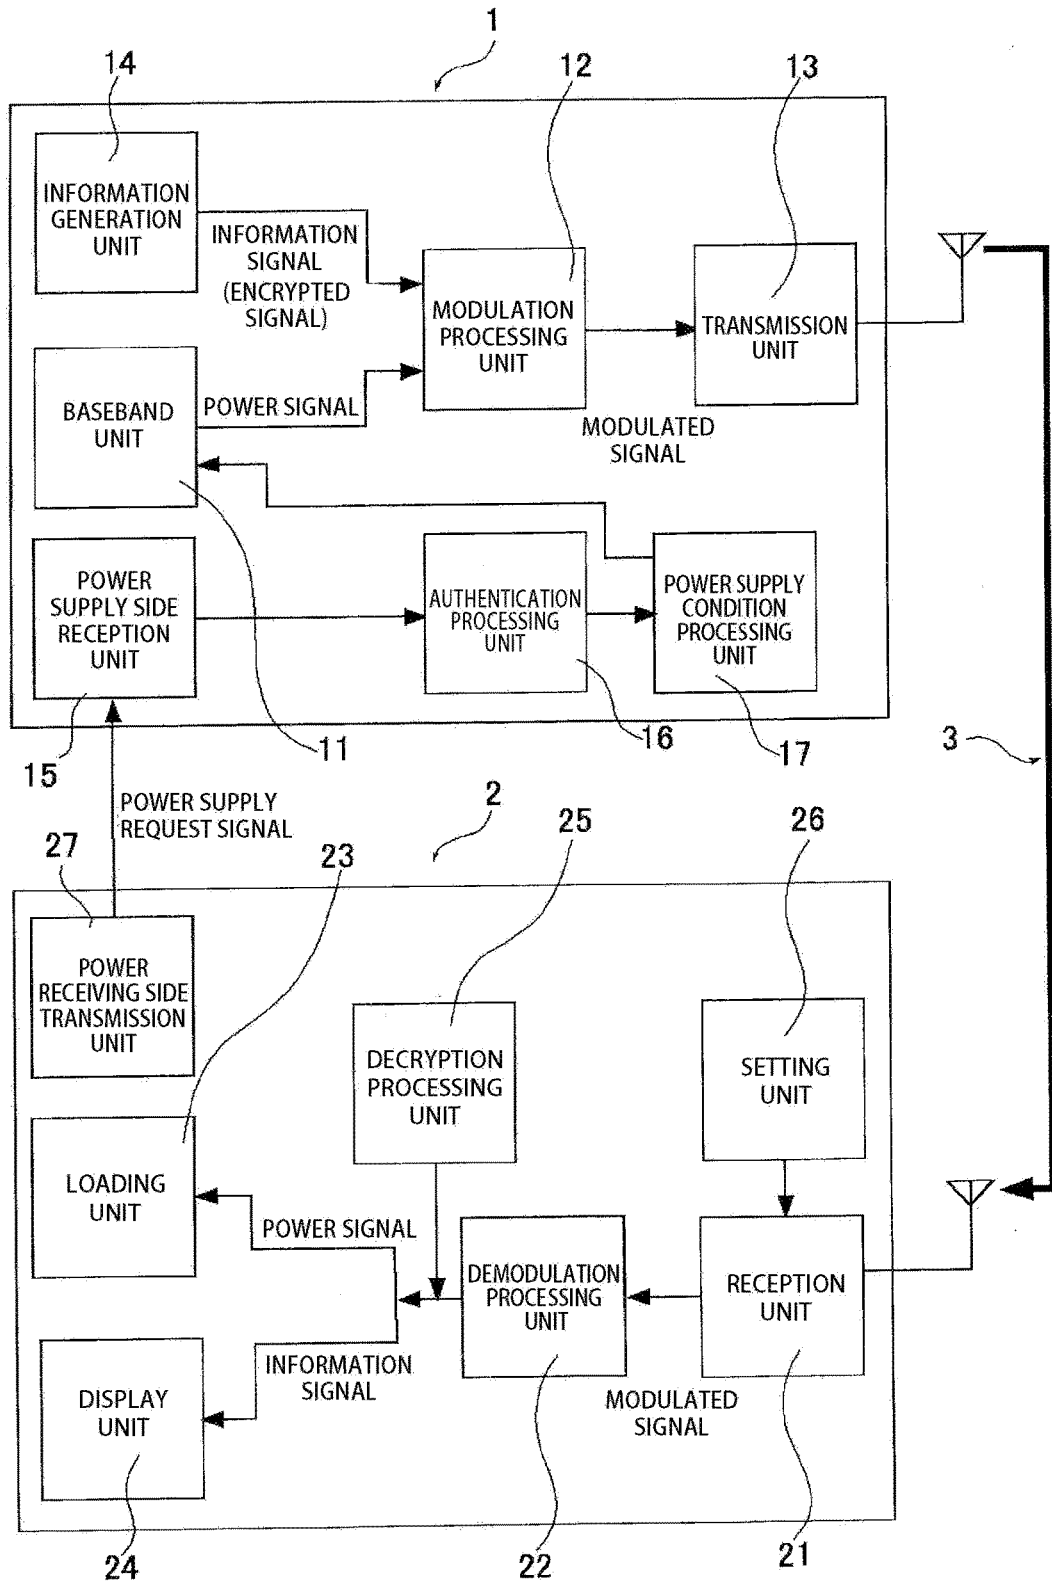 1
14
12
13
INFORMATION
GENERATION
UNIT
INFORMATION
SIGNAL
(ENCRYPTED
SIGNAL)
MODULATION
PROCESSING
UNIT
TRANSMISSION
UNIT
BASEBAND
UNIT
POWER SIGNAL
MODULATED
SIGNAL
POWER
SUPPLY SIDE
RECEPTION
UNIT
AUTHENTICATION
PROCESSING
UNIT
POWER SUPPLY
CONDITION
PROCESSING
UNIT
15
11
16
17
3
POWER SUPPLY
REQUEST SIGNAL
2
25
26
27
23
POWER
RECEIVING SIDE
TRANSMISSION
UNIT
DECRYPTION
PROCESSING
UNIT
SETTING
UNIT
LOADING
UNIT
POWER SIGNAL
DEMODULATION
PROCESSING
UNIT
RECEPTION
UNIT
INFORMATION
SIGNAL
DISPLAY
UNIT
MODULATED
SIGNAL
24
22
21